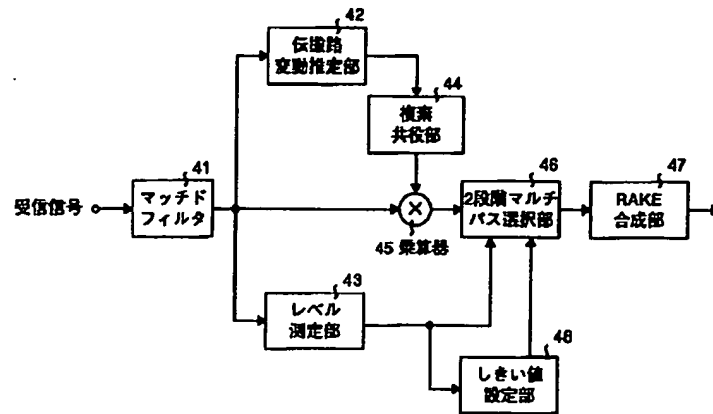 42
伝搬路
変動推定部
44
複素
共役部
41
マッチド
フィルタ
受信信号
45 乗算器
46
2段階マルチ
パス選択部
47
RAKE
合成部
43
レベル
測定部
48
しきい値
設定部